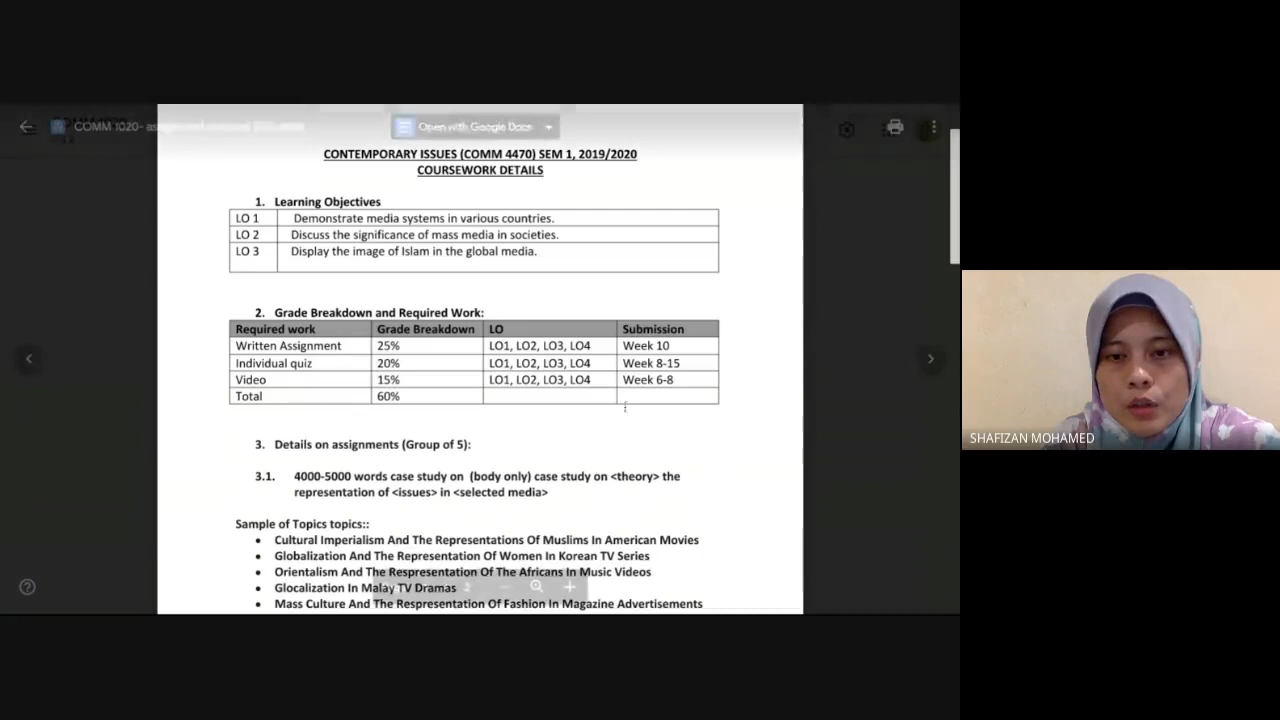 COMM 1020-
Open with Google Docs
CONTEMPORARY ISSUES (COMM 4470) SEM 1, 2019/2020
COURSEWORK DETAILS
1. Learning Objectives
LO 1 Demonstrate media systems in various countries.
LO 2 Discuss the significance of mass media in societies.
LO 3 Display the image of Islam in the global media.
2. Grade Breakdown and Required Work:
Required work Grade Breakdown LO Submission
Written Assignment 25% LO1, LO2, LO3, LO4 Week 10
Individual quiz 20% LO1, LO2, LO3, LO4 Week 8-15
Video 15% LO1, LO2, LO3, LO4 Week 6-8
Total 60%
3. Details on assignments (Group of 5):
3.1. 4000-5000 words case study on (body only) case study on <theory> the
representation of <issues> in <selected media>
Sample of Topics topics::
• Cultural Imperialism And The Representations Of Muslims In American Movies
• Globalization And The Representation Of Women In Korean TV Series
• Orientalism And The Respresentation Of The Africans In Music Videos
• Glocalization In Malay TV Dramas
• Mass Culture And The Respresentation Of Fashion In Magazine Advertisements
SHAFIZAN MOHAMED